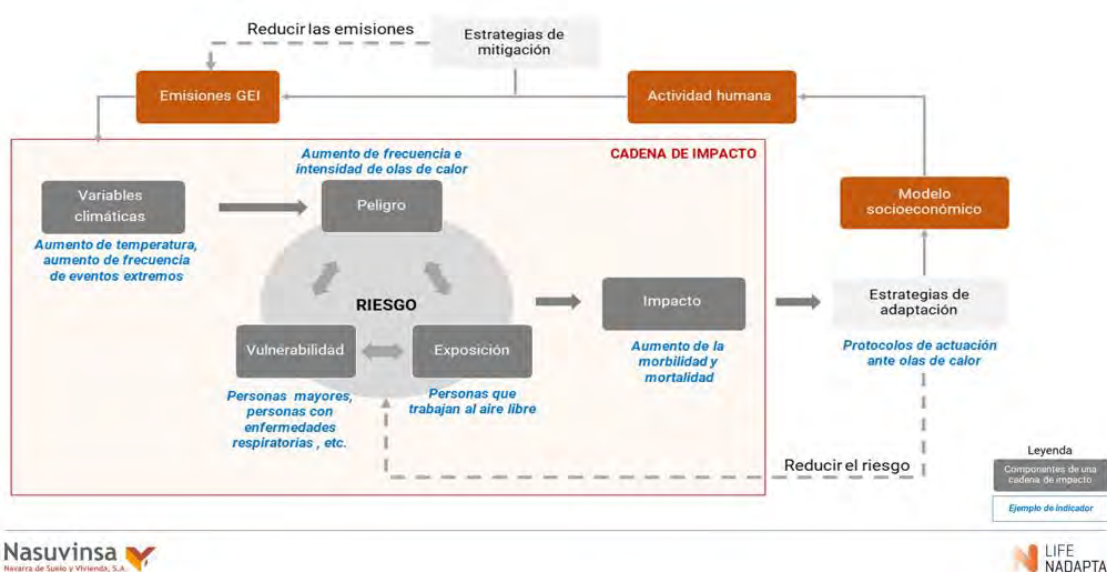 Reducir las emisiones
Estrategias de
mitigación
Emisiones GEI
Actividad humana
CADENA DE IMPACTO
Aumento de frecuencia e
intensidad de olas de calor
Variables
climáticas
Peligro
Modelo
socioeconómico
Aumento de temperatura,
aumento de frecuencia
de eventos extremos
RIESGO
Impacto
Estrategias de
adaptación
Vulnerabilidad
Exposición
Aumento de la
morbilidad y
mortalidad
Protocolos de actuación
ante olas de calor
Personas mayores,
personas con
enfermedades
respiratorias , etc.
Personas que
trabajan al aire libre
Reducir el riesgo
Leyenda
Componentes de una
cadena de impacto
Ejemplo de indicador
Nasuvinsa
Navarra de Suelo y Vivienda, S.A.
LIFE
NADAPTA